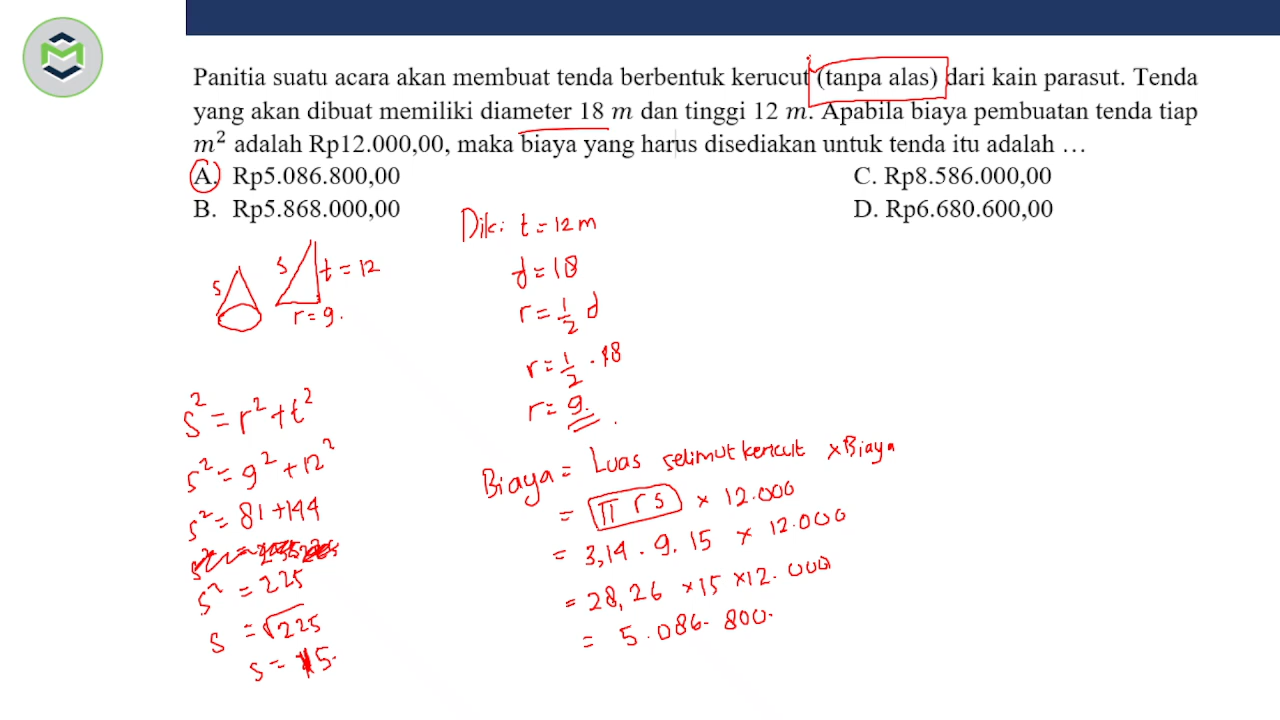 Panitia suatu acara akan membuat tenda berbentuk kerucut (tanpa alas) dari kain parasut. Tenda
yang akan dibuat memiliki diameter 18 m dan tinggi 12 m. Apabila biaya pembuatan tenda tiap
m² adalah Rp12.000,00, maka biaya yang harus disediakan untuk tenda itu adalah …
A. Rp5.086.800,00
C. Rp8.586.000,00
B. Rp5.868.000,00
D. Rp6.680.600,00
Dik: t = 12 m
d = 18
r = 1/2 d
r = 1/2 . 18
r = 9.
s
s
t = 12
r = 9.
s² = r² + t²
s² = 9² + 12²
s² = 81 + 144
s² = 225
s = √225
s = 15.
Biaya = Luas selimut kerucut × Biaya
= π r s × 12.000
= 3,14 . 9. 15 × 12.000
= 28,26 × 15 × 12.000
= 5.086.800.